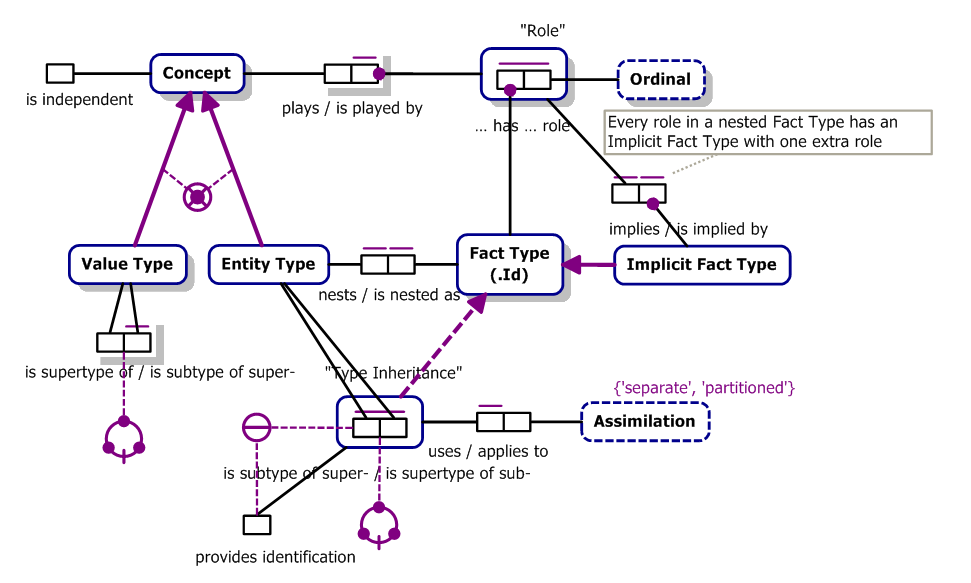 "Role"
Concept
Ordinal
is independent
plays / is played by
... has ... role
Every role in a nested Fact Type has an
Implicit Fact Type with one extra role
implies / is implied by
Value Type
Entity Type
Fact Type
(.Id)
Implicit Fact Type
nests / is nested as
is supertype of / is subtype of super-
"Type Inheritance"
{'separate', 'partitioned'}
Assimilation
uses / applies to
is subtype of super- / is supertype of sub-
provides identification